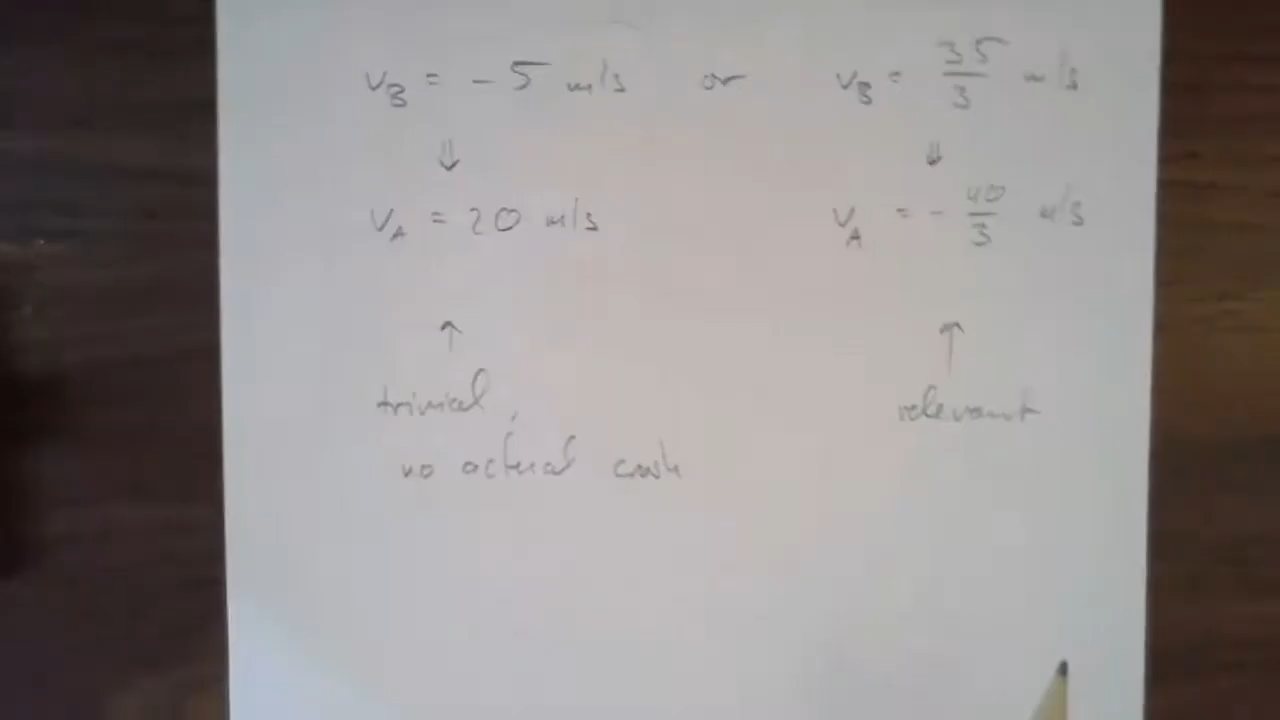 v_B = -5 m/s or v_B = 35/3 m/s
⇓ ⇓
v_A = 20 m/s v_A = -40/3 m/s
↑ ↑
trivial, relevant
no actual crash